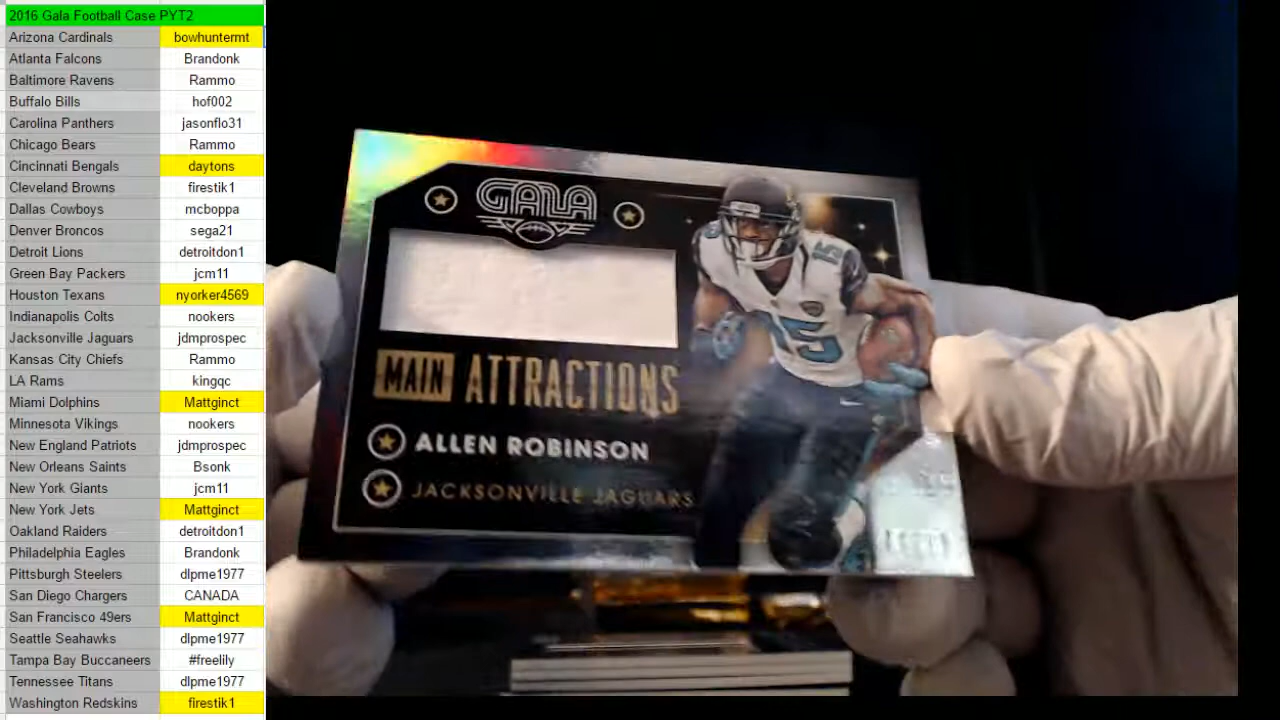 2016 Gala Football Case PYT2
Arizona Cardinals bowhuntermt
Atlanta Falcons Brandonk
Baltimore Ravens Rammo
Buffalo Bills hof002
Carolina Panthers jasonflo31
Chicago Bears Rammo
Cincinnati Bengals daytons
Cleveland Browns firestik1
Dallas Cowboys mcboppa
Denver Broncos sega21
Detroit Lions detroitdon1
Green Bay Packers jcm11
Houston Texans nyorker4569
Indianapolis Colts nookers
Jacksonville Jaguars jdmprospec
Kansas City Chiefs Rammo
LA Rams kingqc
Miami Dolphins Mattginct
Minnesota Vikings nookers
New England Patriots jdmprospec
New Orleans Saints Bsonk
New York Giants jcm11
New York Jets Mattginct
Oakland Raiders detroitdon1
Philadelphia Eagles Brandonk
Pittsburgh Steelers dlpme1977
San Diego Chargers CANADA
San Francisco 49ers Mattginct
Seattle Seahawks dlpme1977
Tampa Bay Buccaneers #freelily
Tennessee Titans dlpme1977
Washington Redskins firestik1
GALA
15
15
MAIN ATTRACTIONS
ALLEN ROBINSON
JACKSONVILLE JAGUARS